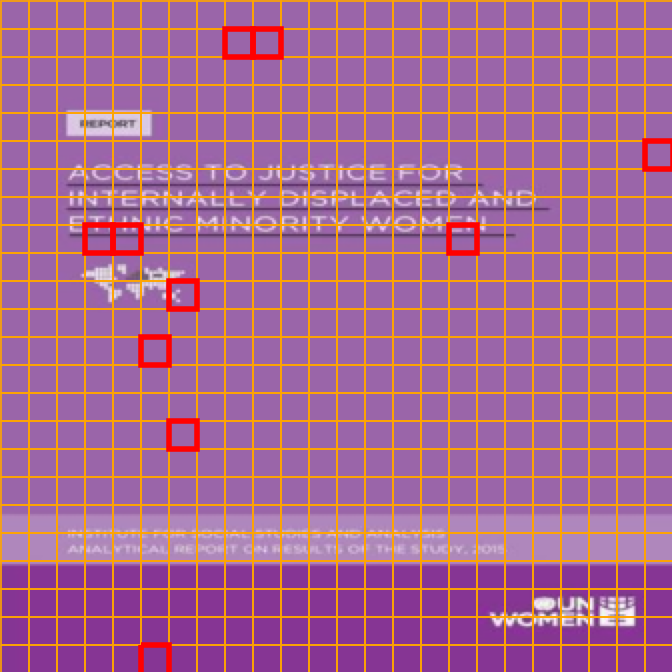 REPORT
ACCESS TO JUSTICE FOR
INTERNALLY DISPLACED AND
ETHNIC MINORITY WOMEN
INSTITUTE FOR SOCIAL STUDIES AND ANALYSIS
ANALYTICAL REPORT ON RESULTS OF THE STUDY, 2015
UN
WOMEN